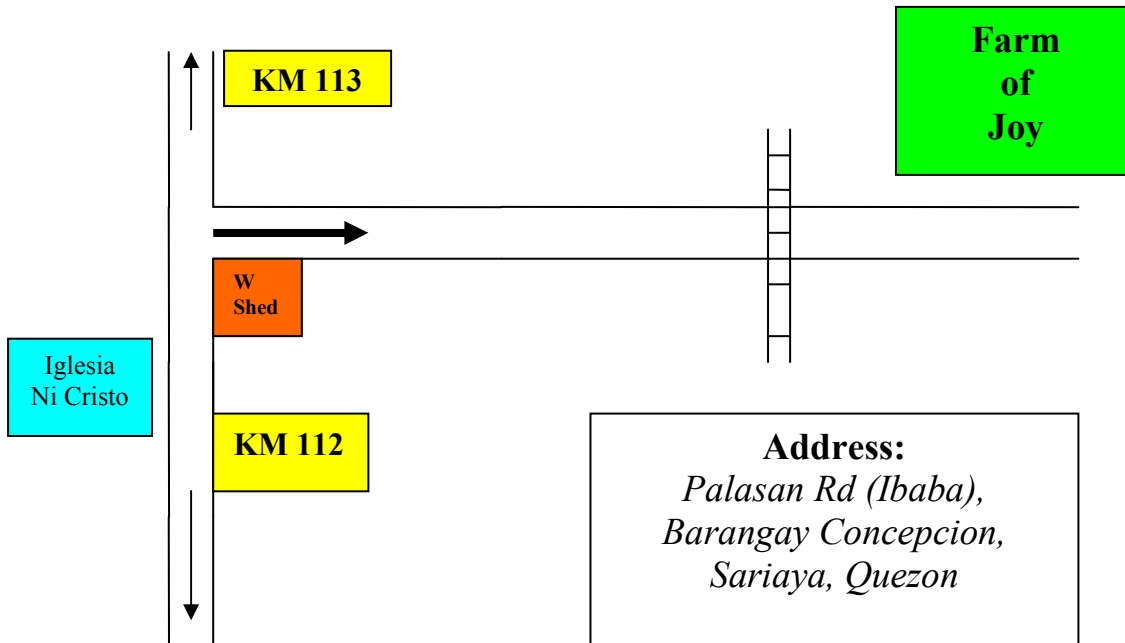 Farm
of
Joy
KM 113
W
Shed
Iglesia
Ni Cristo
KM 112
Address:
Palasan Rd (Ibaba),
Barangay Concepcion,
Sariaya, Quezon